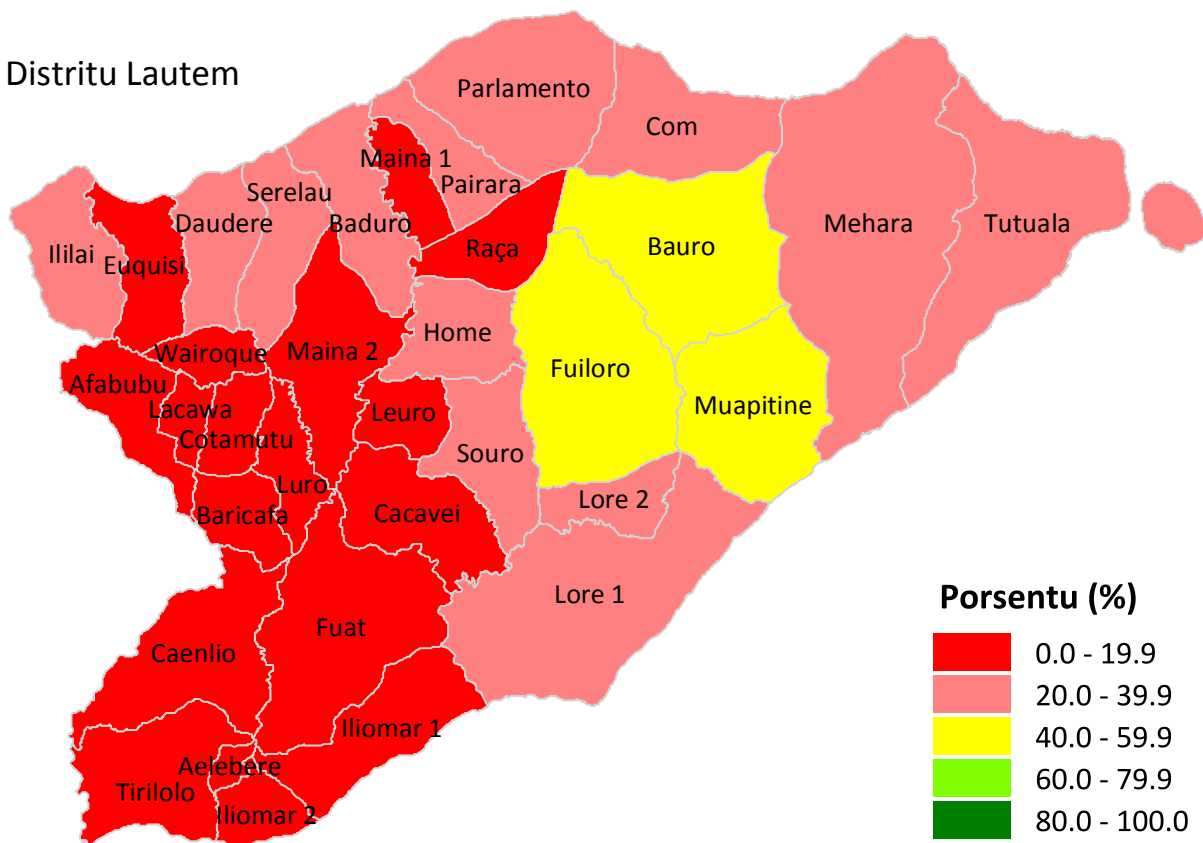 Distritu Lautem
Parlamento
Com
Maina 1
Pairara
Serelau
Daudere
Baduro
Mehara
Tutuala
Ililai
Euquisi
Raça
Bauro
Home
Wairoque
Maina 2
Fuiloro
Afabubu
Lacawa
Leuro
Muapitine
Cotamutu
Souro
Luro
Lore 2
Baricafa
Cacavei
Lore 1
Fuat
Caenlio
Iliomar 1
Aelebere
Tirilolo
Iliomar 2
Porsentu (%)
0.0 - 19.9
20.0 - 39.9
40.0 - 59.9
60.0 - 79.9
80.0 - 100.0